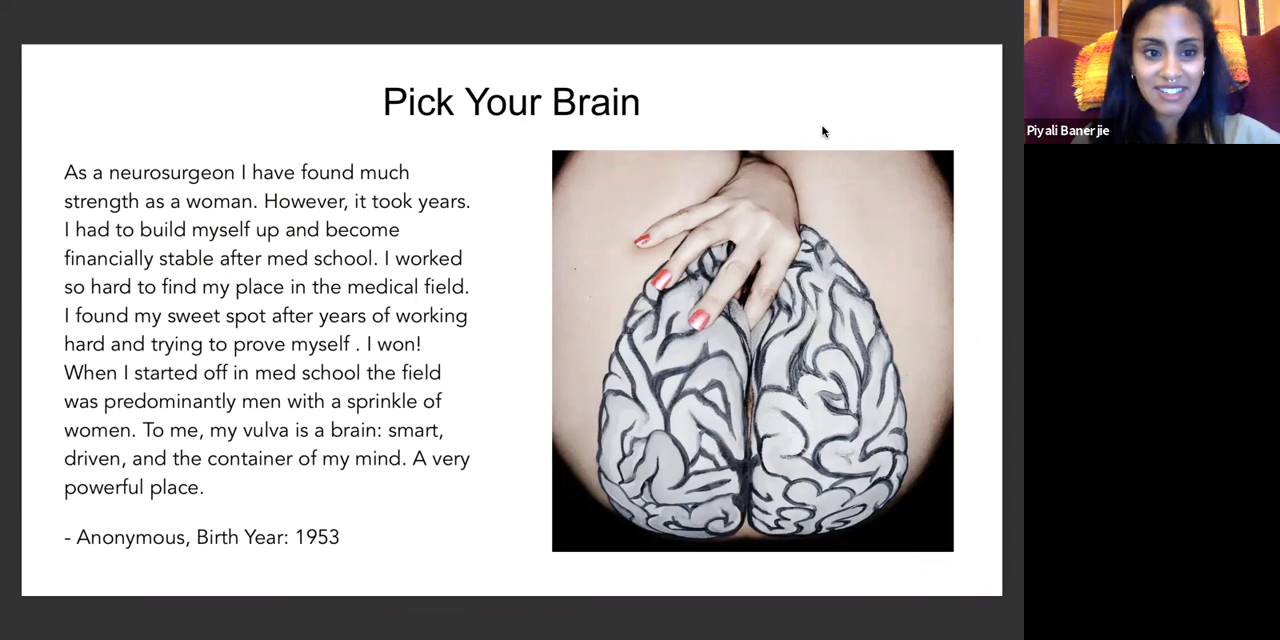 Pick Your Brain
As a neurosurgeon I have found much
strength as a woman. However, it took years.
I had to build myself up and become
financially stable after med school. I worked
so hard to find my place in the medical field.
I found my sweet spot after years of working
hard and trying to prove myself . I won!
When I started off in med school the field
was predominantly men with a sprinkle of
women. To me, my vulva is a brain: smart,
driven, and the container of my mind. A very
powerful place.
- Anonymous, Birth Year: 1953
Piyali Banerjie